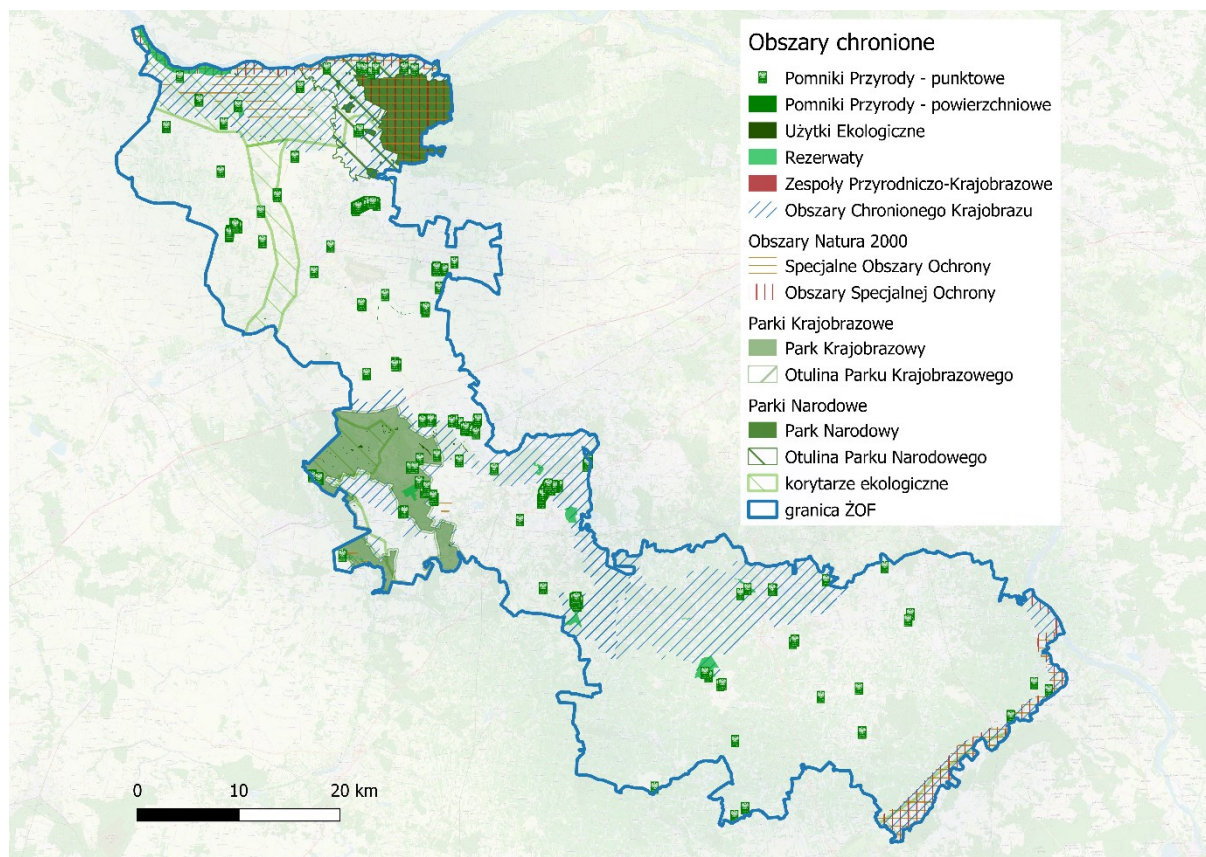 Obszary chronione
Pomniki Przyrody - punktowe
Pomniki Przyrody - powierzchniowe
Użytki Ekologiczne
Rezerwaty
Zespoły Przyrodniczo-Krajobrazowe
Obszary Chronionego Krajobrazu
Obszary Natura 2000
Specjalne Obszary Ochrony
Obszary Specjalnej Ochrony
Parki Krajobrazowe
Park Krajobrazowy
Otulina Parku Krajobrazowego
Parki Narodowe
Park Narodowy
Otulina Parku Narodowego
korytarze ekologiczne
granica ŻOF
0 10 20 km